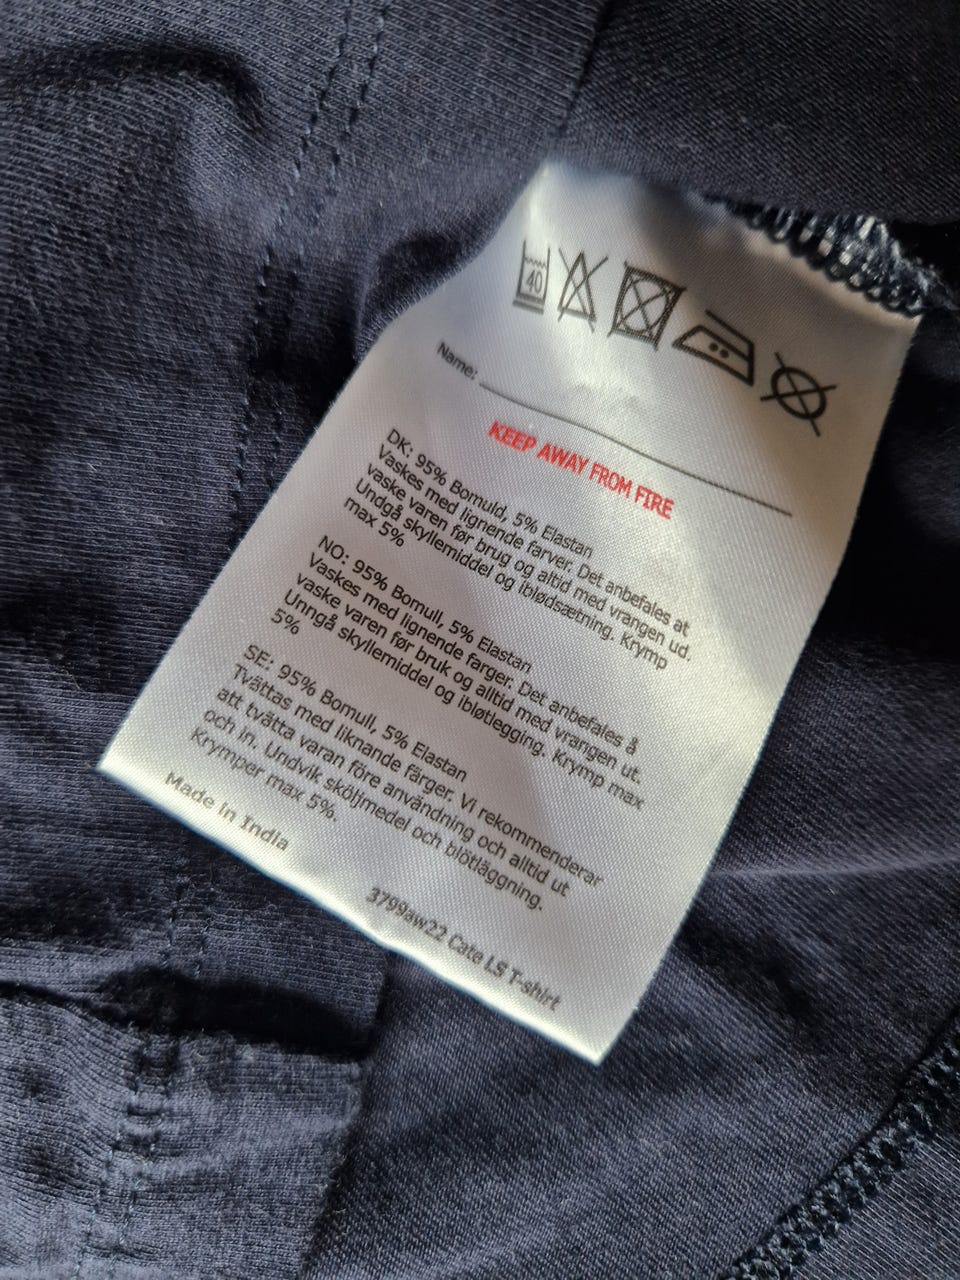 40
Name:
KEEP AWAY FROM FIRE
DK: 95% Bomuld, 5% Elastan
Vaskes med lignende farver. Det anbefales at
vaske varen før brug og altid med vrangen ud.
Undgå skyllemiddel og iblødsætning. Krymp
max 5%
NO: 95% Bomull, 5% Elastan
Vaskes med lignende farger. Det anbefales å
vaske varen før bruk og alltid med vrangen ut.
Unngå skyllemiddel og ibløtlegging. Krymp max
5%
SE: 95% Bomull, 5% Elastan
Tvättas med liknande färger. Vi rekommenderar
att tvätta varan före användning och alltid ut
och in. Undvik sköljmedel och blötläggning.
Krymper max 5%.
Made in India
3799aw22 Cate LS T-shirt